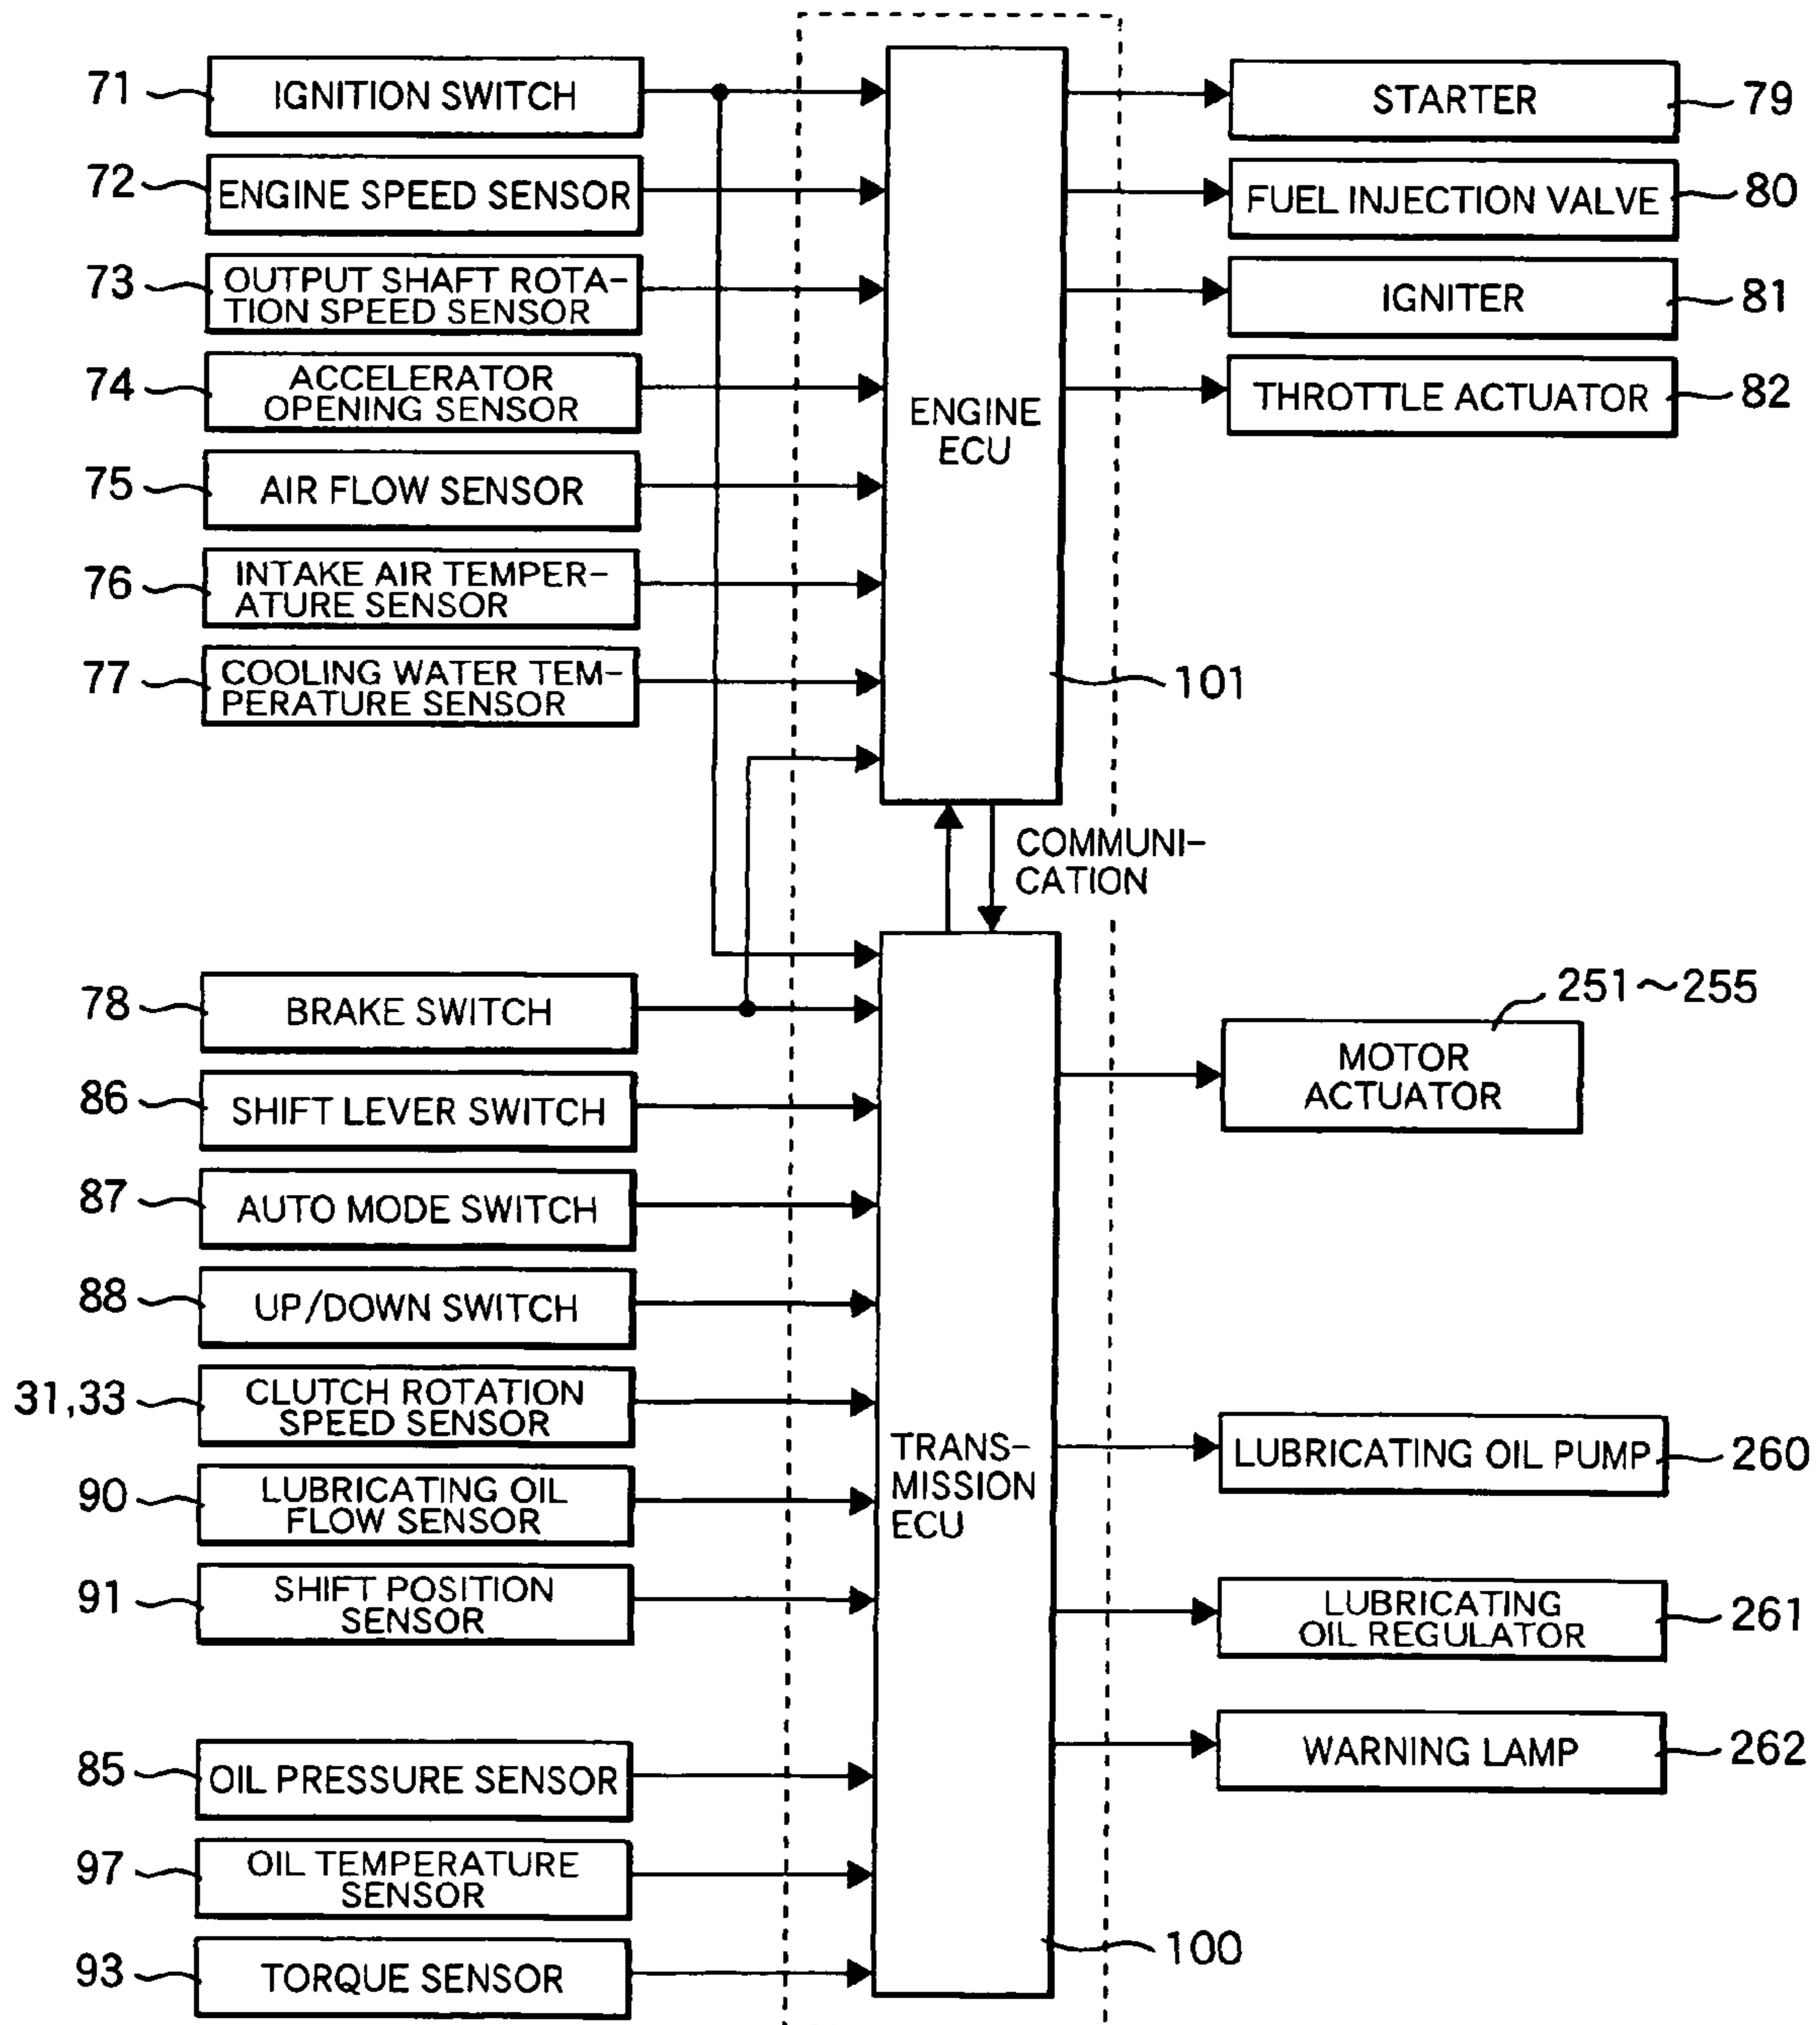 71
IGNITION SWITCH
72
ENGINE SPEED SENSOR
73
OUTPUT SHAFT ROTA-
TION SPEED SENSOR
74
ACCELERATOR
OPENING SENSOR
75
AIR FLOW SENSOR
76
INTAKE AIR TEMPER-
ATURE SENSOR
77
COOLING WATER TEM-
PERATURE SENSOR
ENGINE
ECU
101
STARTER
79
FUEL INJECTION VALVE
80
IGNITER
81
THROTTLE ACTUATOR
82
COMMUNI-
CATION
78
BRAKE SWITCH
86
SHIFT LEVER SWITCH
87
AUTO MODE SWITCH
88
UP/DOWN SWITCH
31,33
CLUTCH ROTATION
SPEED SENSOR
90
LUBRICATING OIL
FLOW SENSOR
91
SHIFT POSITION
SENSOR
85
OIL PRESSURE SENSOR
97
OIL TEMPERATURE
SENSOR
93
TORQUE SENSOR
TRANS-
MISSION
ECU
100
251~255
MOTOR
ACTUATOR
LUBRICATING OIL PUMP
260
LUBRICATING
OIL REGULATOR
261
WARNING LAMP
262